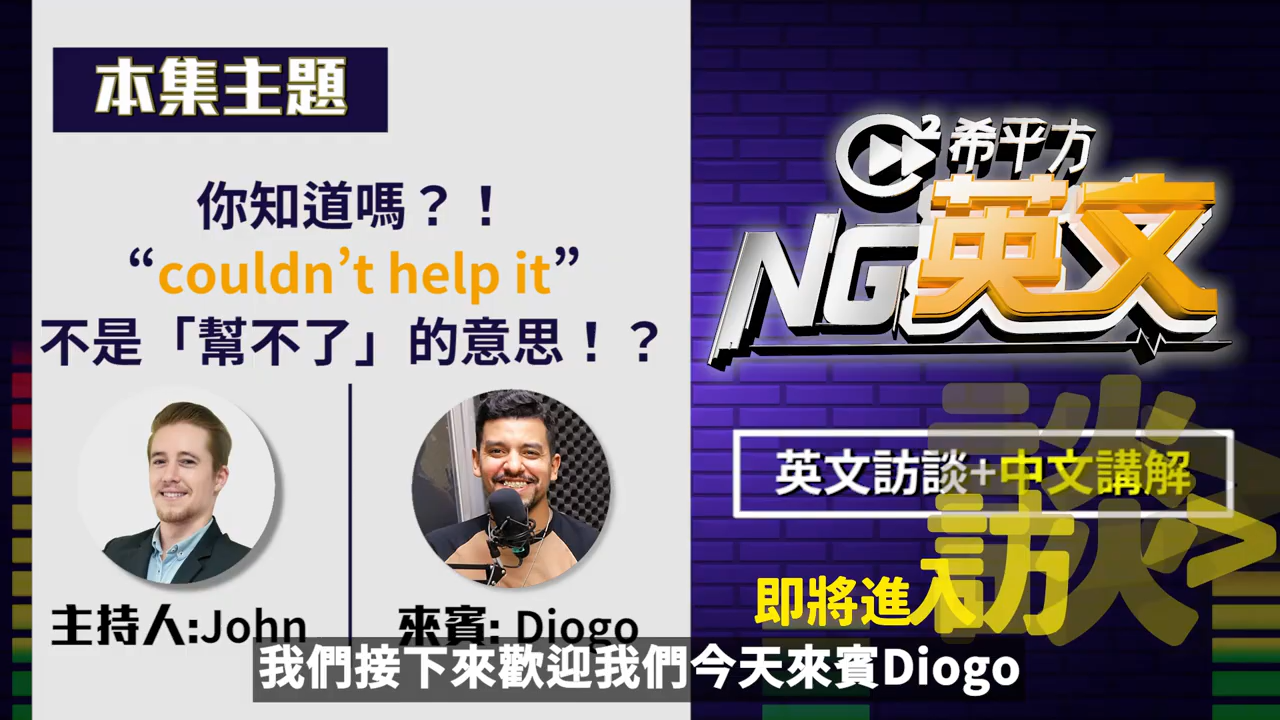 本集主題
你知道嗎？！
“couldn’t help it”
不是「幫不了」的意思！？
主持人:John
來賓: Diogo
2希平方
NG英文
英文訪談+中文講解
即將進入訪談
我們接下來歡迎我們今天來賓Diogo